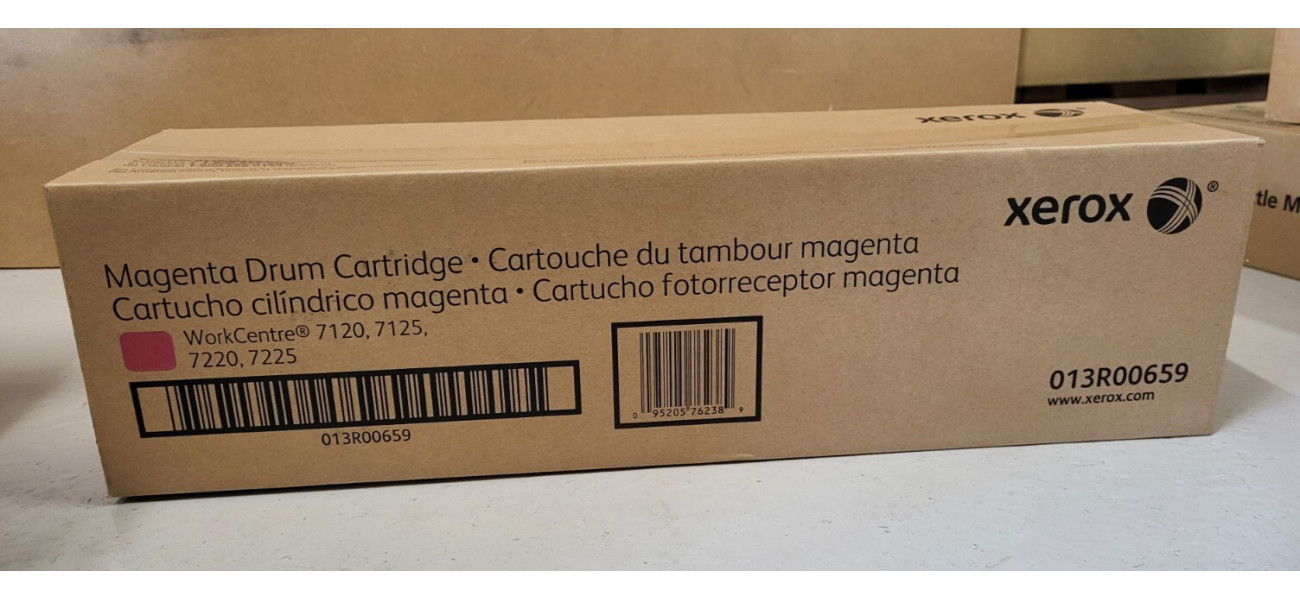 xerox
xerox ®
Magenta Drum Cartridge • Cartouche du tambour magenta
Cartucho cilíndrico magenta • Cartucho fotorreceptor magenta
WorkCentre® 7120, 7125,
7220, 7225
013R00659
0 95205 76238 9
013R00659
www.xerox.com
tle M